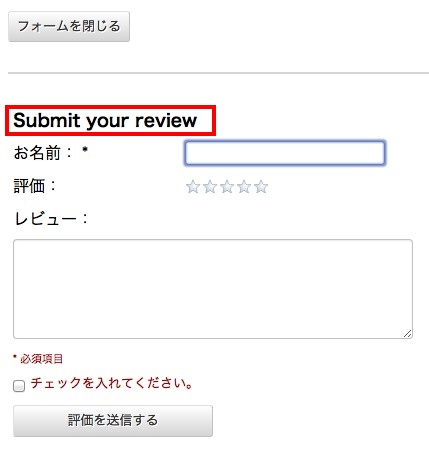 フォームを閉じる
Submit your review
お名前： *
評価：
レビュー：
* 必須項目
チェックを入れてください。
評価を送信する